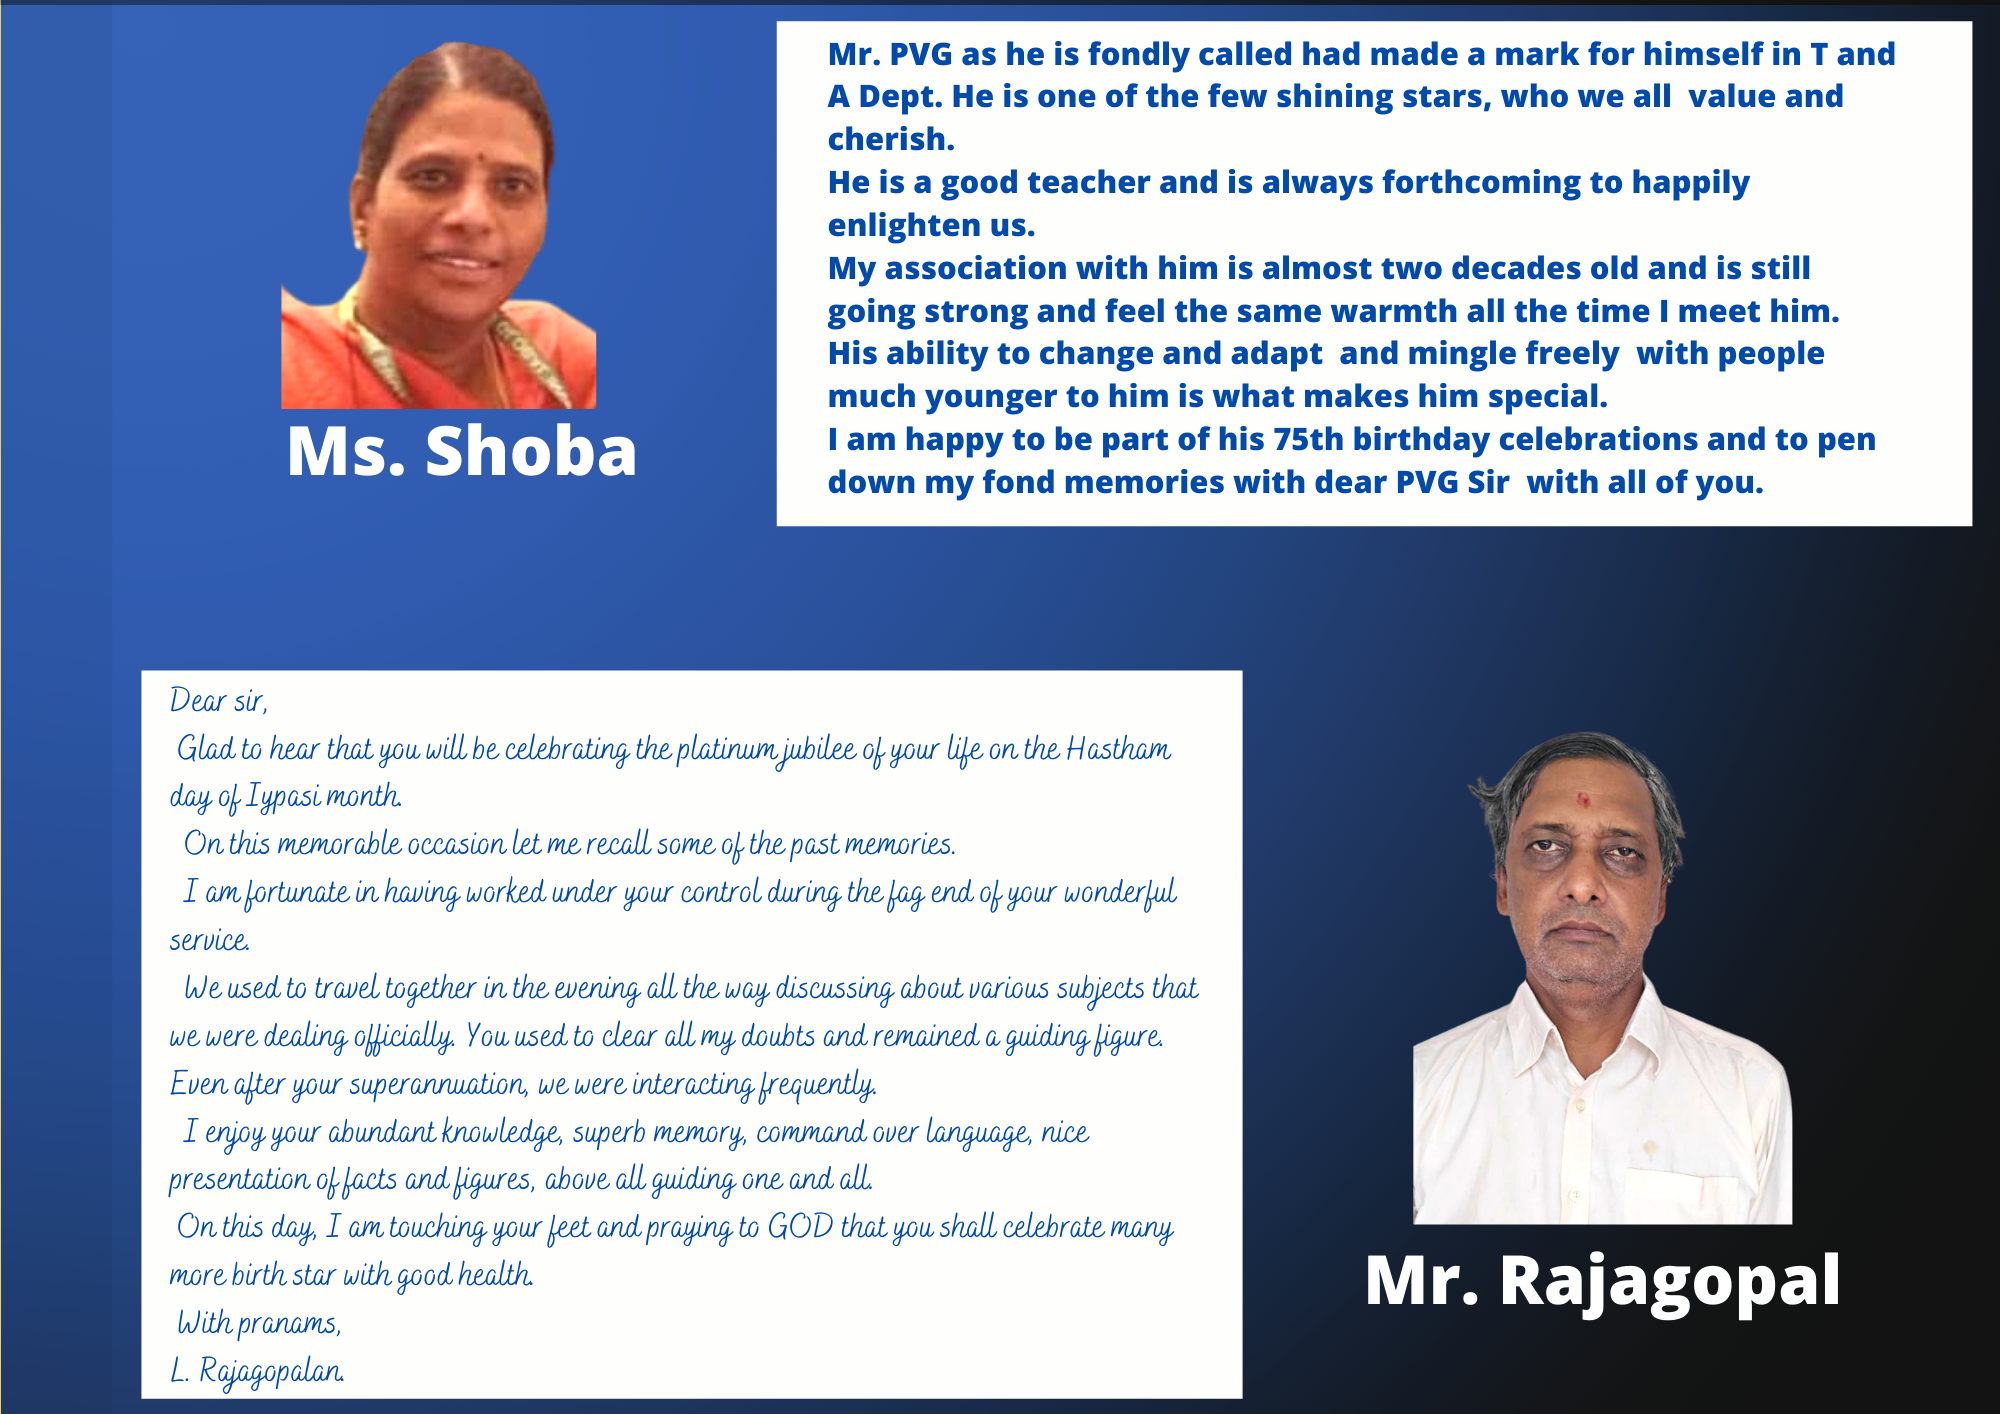 Mr. PVG as he is fondly called had made a mark for himself in T and
A Dept. He is one of the few shining stars, who we all  value and
cherish.
He is a good teacher and is always forthcoming to happily
enlighten us.
My association with him is almost two decades old and is still
going strong and feel the same warmth all the time I meet him.
His ability to change and adapt  and mingle freely  with people
much younger to him is what makes him special.
I am happy to be part of his 75th birthday celebrations and to pen
down my fond memories with dear PVG Sir  with all of you.
Ms. Shoba
Dear sir,
Glad to hear that you will be celebrating the platinum jubilee of your life on the Hastham
day of Iypasi month.
On this memorable occasion let me recall some of the past memories.
I am fortunate in having worked under your control during the fag end of your wonderful
service.
We used to travel together in the evening all the way discussing about various subjects that
we were dealing officially. You used to clear all my doubts and remained a guiding figure.
Even after your superannuation, we were interacting frequently.
I enjoy your abundant knowledge, superb memory, command over language, nice
presentation of facts and figures, above all guiding one and all.
On this day, I am touching your feet and praying to GOD that you shall celebrate many
more birth star with good health.
With pranams,
L. Rajagopalan.
Mr. Rajagopal